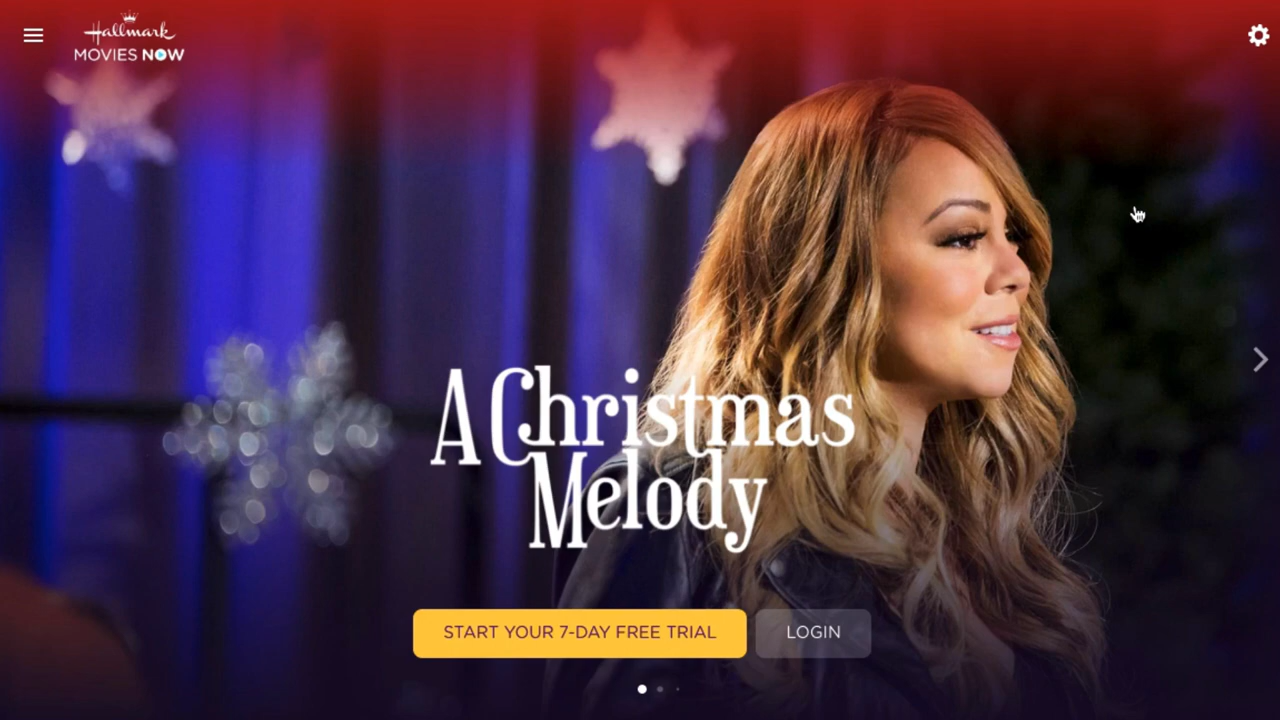 Hallmark
MOVIES NOW
A Christmas
Melody
START YOUR 7-DAY FREE TRIAL
LOGIN